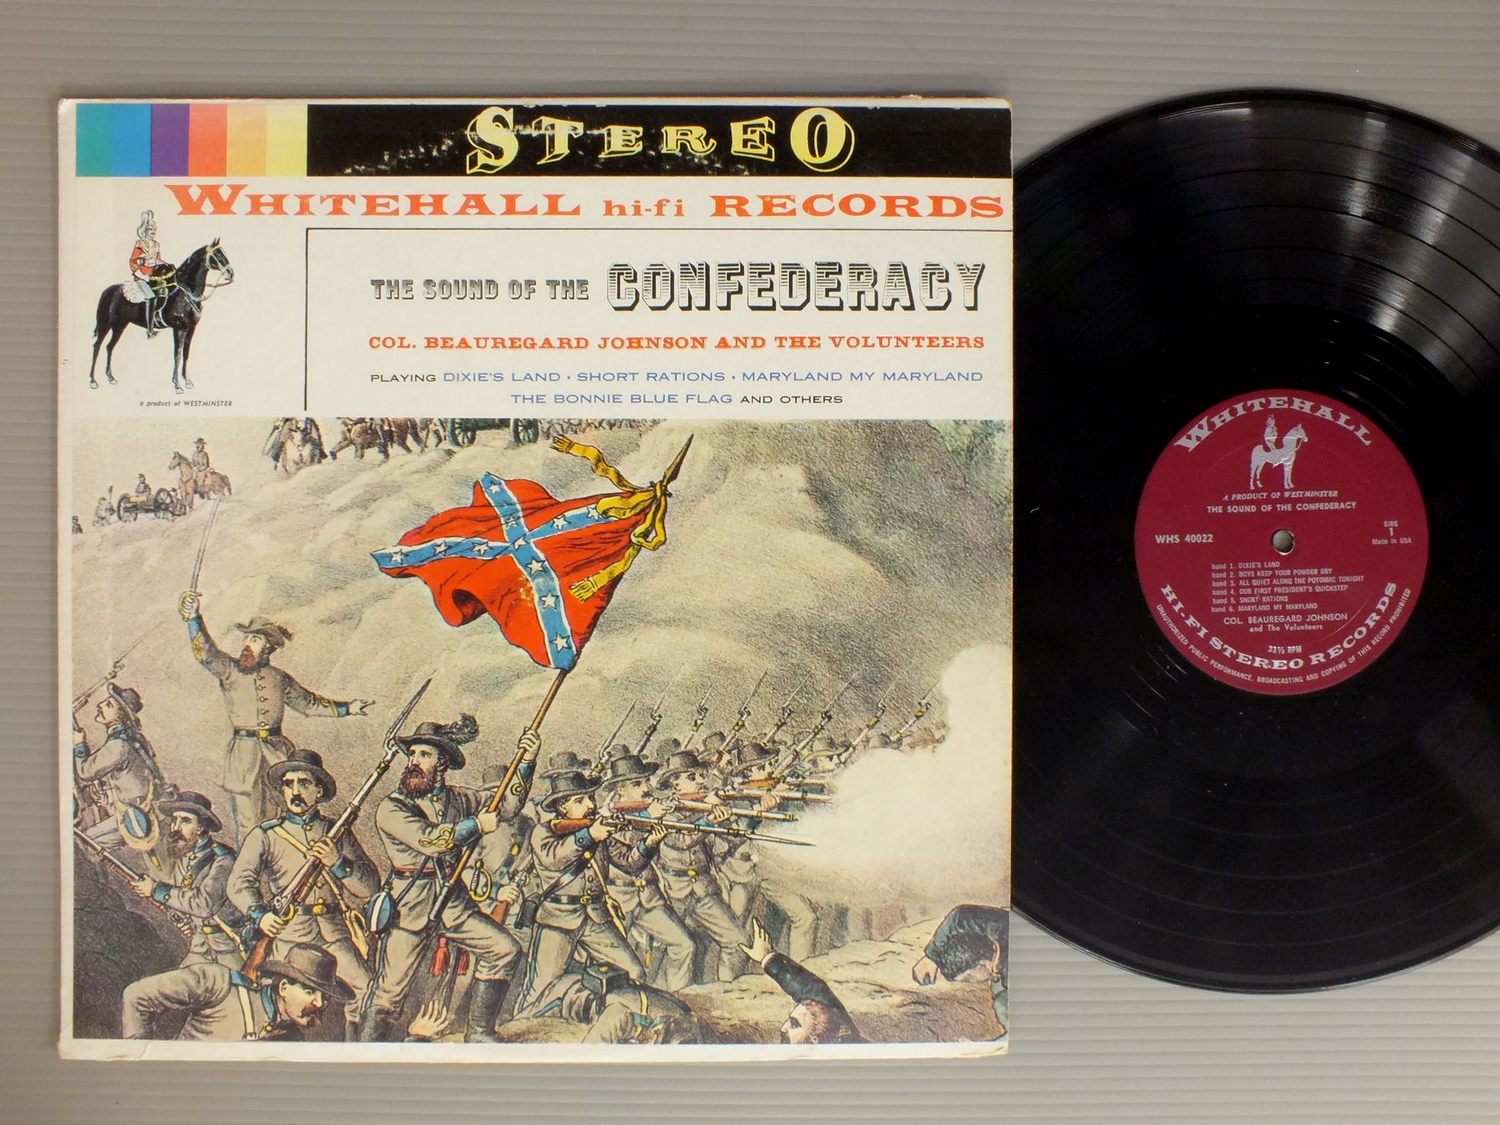 STEREO
WHITEHALL hi-fi RECORDS
THE SOUND OF THE CONFEDERACY
COL. BEAUREGARD JOHNSON AND THE VOLUNTEERS
PLAYING DIXIE'S LAND • SHORT RATIONS • MARYLAND MY MARYLAND
THE BONNIE BLUE FLAG AND OTHERS
a product of WESTMINSTER
WHITEHALL
A PRODUCT OF WESTMINSTER
THE SOUND OF THE CONFEDERACY
WHS 40022
SIDE
1
Made in USA
band 1. DIXIE'S LAND
band 2. BOYS KEEP YOUR POWDER DRY
band 3. ALL QUIET ALONG THE POTOMAC TONIGHT
band 4. OUR FIRST PRESIDENT'S QUICKSTEP
band 5. SHORT RATIONS
band 6. MARYLAND MY MARYLAND
COL. BEAUREGARD JOHNSON
and The Volunteers
33⅓ RPM
HI-FI STEREO RECORDS
UNAUTHORIZED PUBLIC PERFORMANCE, BROADCASTING AND COPYING OF THIS RECORD PROHIBITED